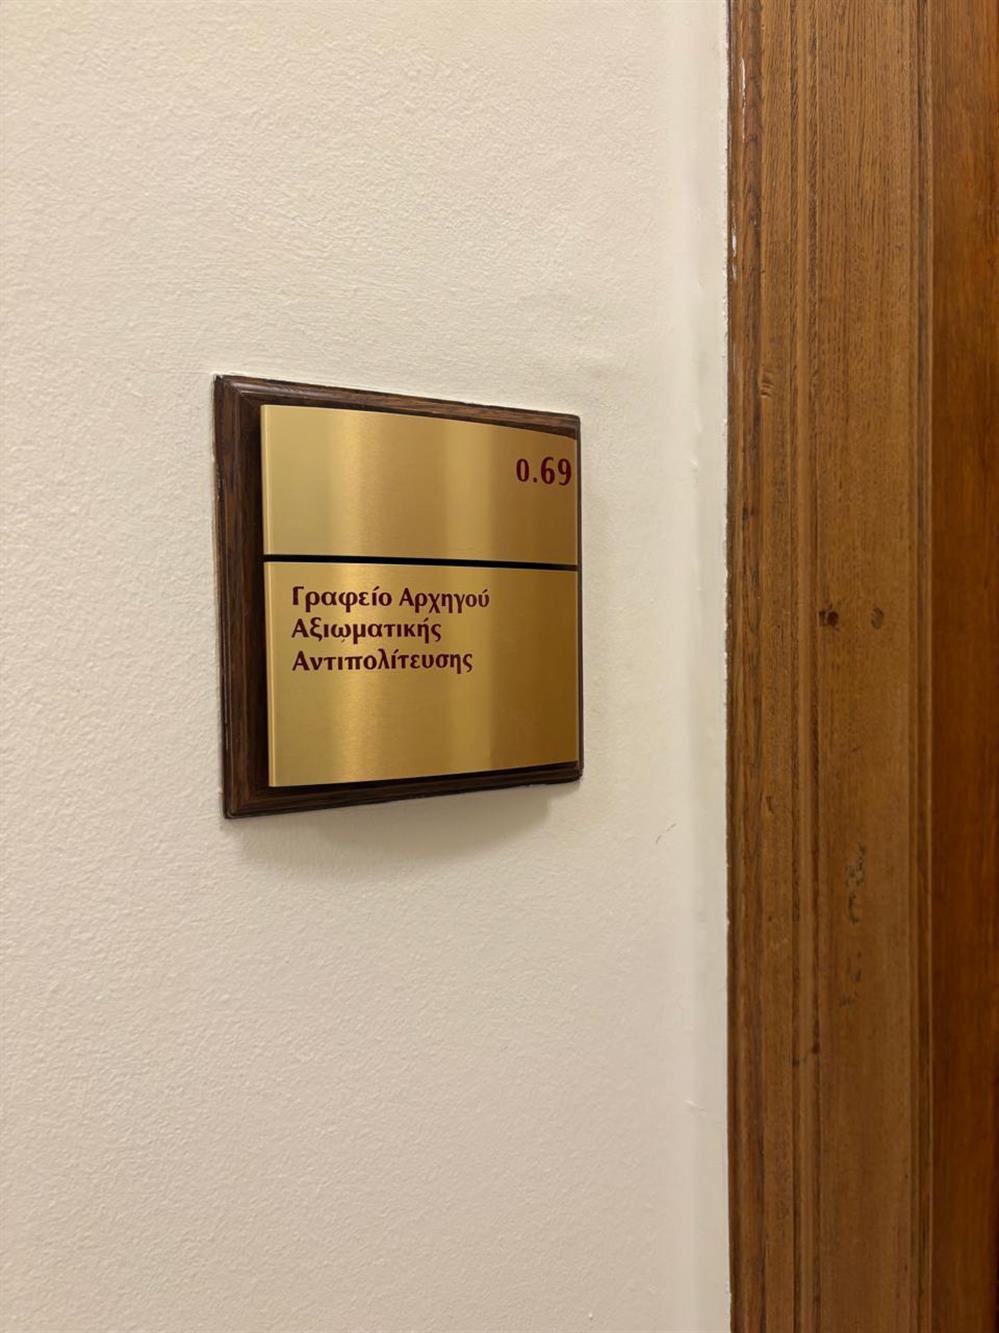 0.69
Γραφείο Αρχηγού
Αξιωματικής
Αντιπολίτευσης